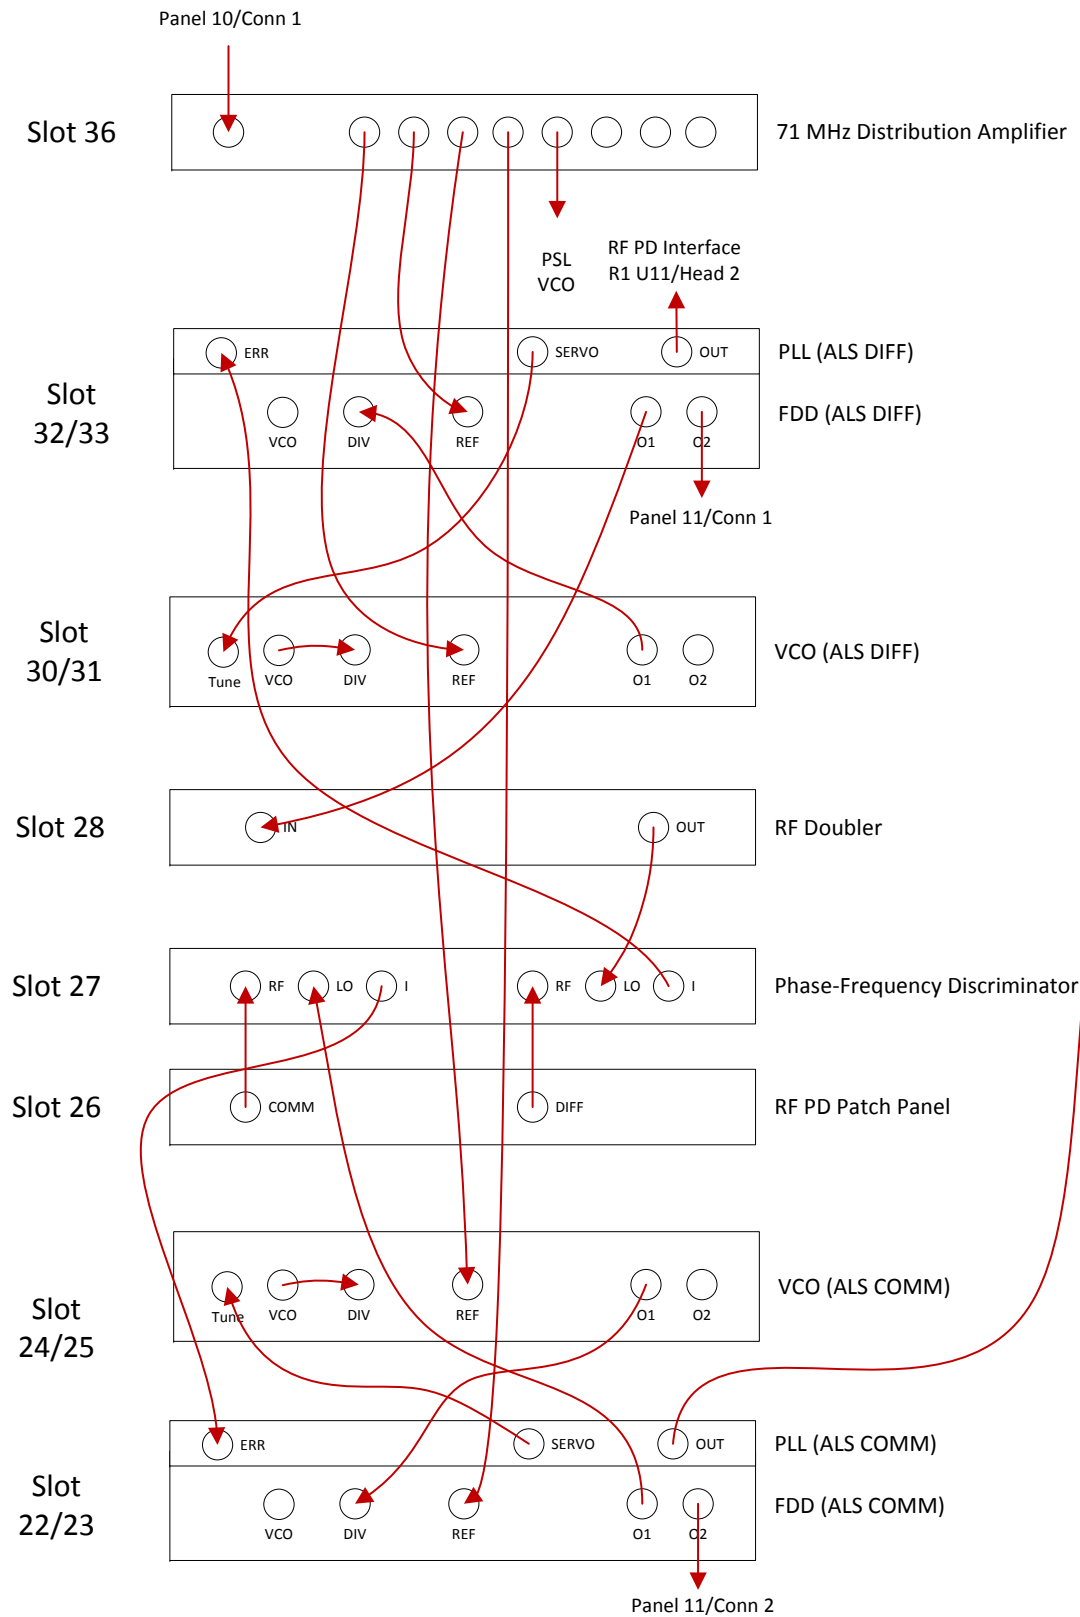 Panel 10/Conn 1
Slot 36
71 MHz Distribution Amplifier
PSL
VCO
RF PD Interface
R1 U11/Head 2
ERR
SERVO
OUT
PLL (ALS DIFF)
Slot
32/33
VCO
DIV
REF
O1
O2
FDD (ALS DIFF)
Panel 11/Conn 1
Slot
30/31
Tune
VCO
DIV
REF
O1
O2
VCO (ALS DIFF)
Slot 28
IN
OUT
RF Doubler
Slot 27
RF
LO
I
RF
LO
I
Phase-Frequency Discriminator
Slot 26
COMM
DIFF
RF PD Patch Panel
Slot
24/25
Tune
VCO
DIV
REF
O1
O2
VCO (ALS COMM)
ERR
SERVO
OUT
PLL (ALS COMM)
Slot
22/23
VCO
DIV
REF
O1
O2
FDD (ALS COMM)
Panel 11/Conn 2